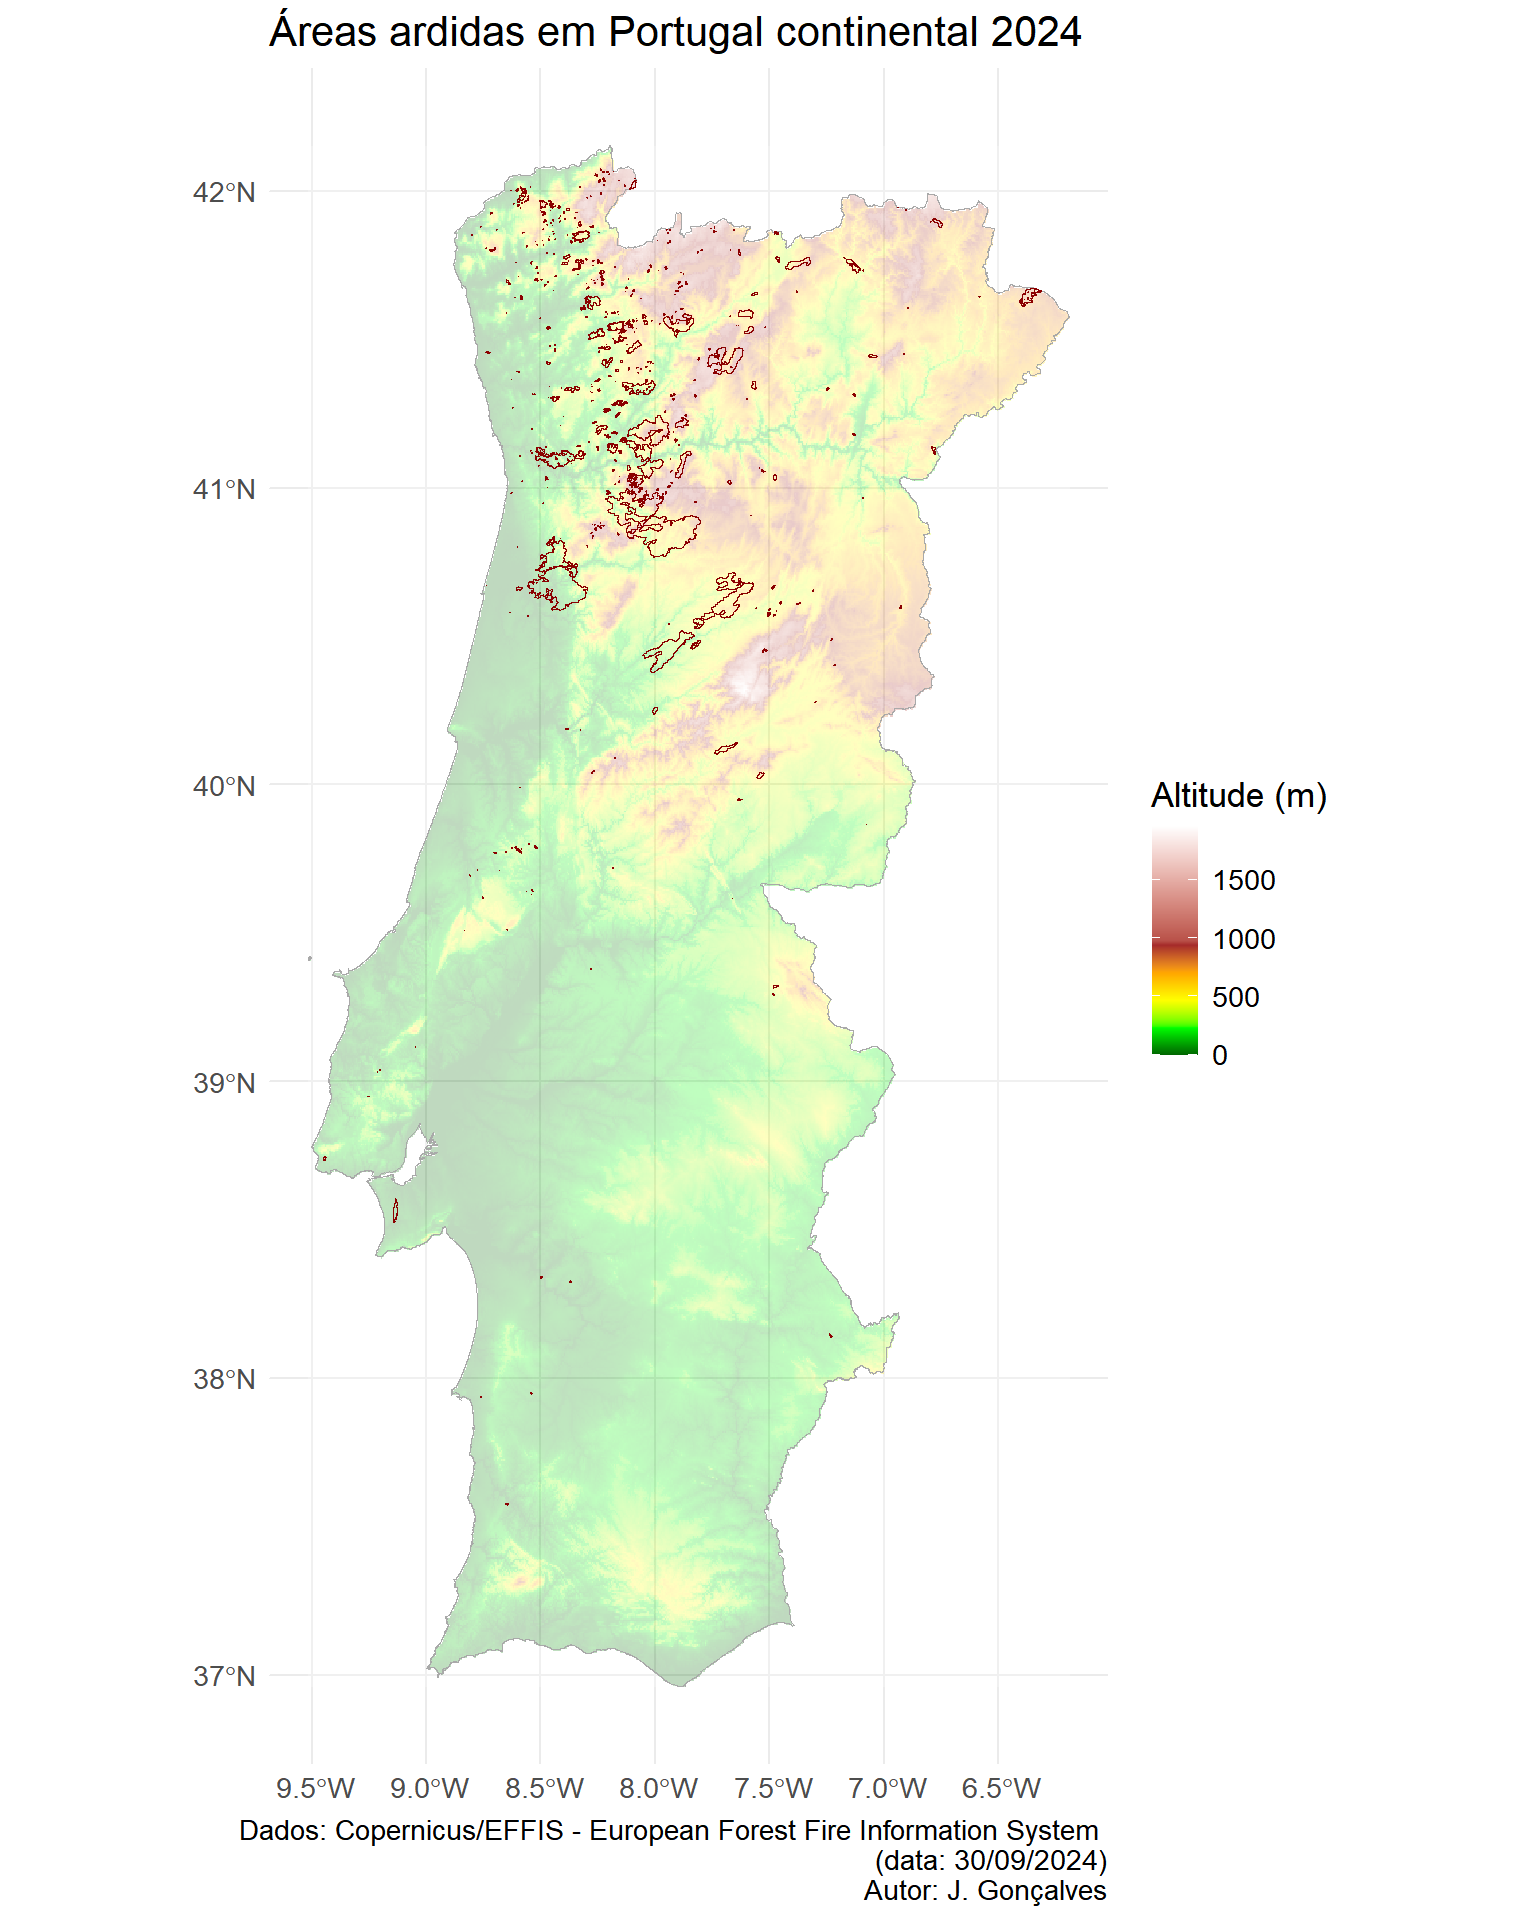 Áreas ardidas em Portugal continental 2024
42°N
41°N
40°N
39°N
38°N
37°N
9.5°W 9.0°W 8.5°W 8.0°W 7.5°W 7.0°W 6.5°W
Altitude (m)
1500
1000
500
0
Dados: Copernicus/EFFIS - European Forest Fire Information System
(data: 30/09/2024)
Autor: J. Gonçalves